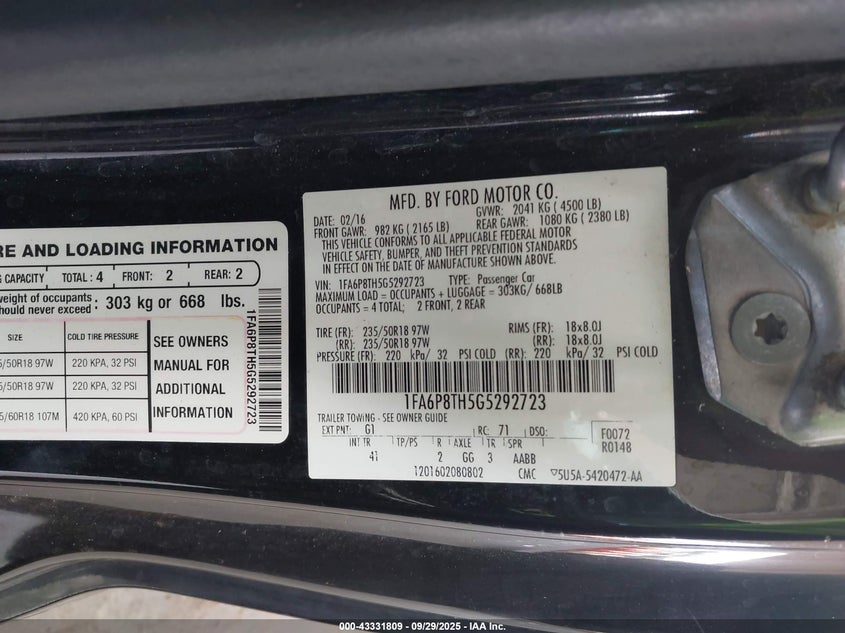 RE AND LOADING INFORMATION
G CAPACITY TOTAL : 4 FRONT: 2 REAR: 2
weight of occupants
should never exceed : 303 kg or 668 lbs.
SIZE COLD TIRE PRESSURE
5/50R18 97W 220 KPA, 32 PSI
5/50R18 97W 220 KPA, 32 PSI
5/60R18 107M 420 KPA, 60 PSI
SEE OWNERS
MANUAL FOR
ADDITIONAL
INFORMATION
1FA6P8TH5G5292723
MFD. BY FORD MOTOR CO.
DATE: 02/16 GVWR: 2041 KG ( 4500 LB)
FRONT GAWR: 982 KG ( 2165 LB) REAR GAWR: 1080 KG ( 2380 LB)
THIS VEHICLE CONFORMS TO ALL APPLICABLE FEDERAL MOTOR
VEHICLE SAFETY, BUMPER, AND THEFT PREVENTION STANDARDS
IN EFFECT ON THE DATE OF MANUFACTURE SHOWN ABOVE.
VIN: 1FA6P8TH5G5292723 TYPE: Passenger Car
MAXIMUM LOAD = OCCUPANTS + LUGGAGE = 303KG/ 668LB
OCCUPANTS = 4 TOTAL; 2 FRONT, 2 REAR
TIRE (FR): 235/50R18 97W RIMS (FR): 18x8.0J
(RR): 235/50R18 97W (RR): 18x8.0J
PRESSURE (FR): 220 kPa/ 32 PSI COLD (RR): 220 kPa/ 32 PSI COLD
1FA6P8TH5G5292723
TRAILER TOWING - SEE OWNER GUIDE
EXT PNT: G1 RC: 71 DSO: F0072
R0148
INT TR TP/PS R AXLE TR SPR
41 2 GG 3 AABB
1201602080802 CMC ▽5U5A-5420472-AA
000-43331809 - 09/29/2025 - IAA Inc.